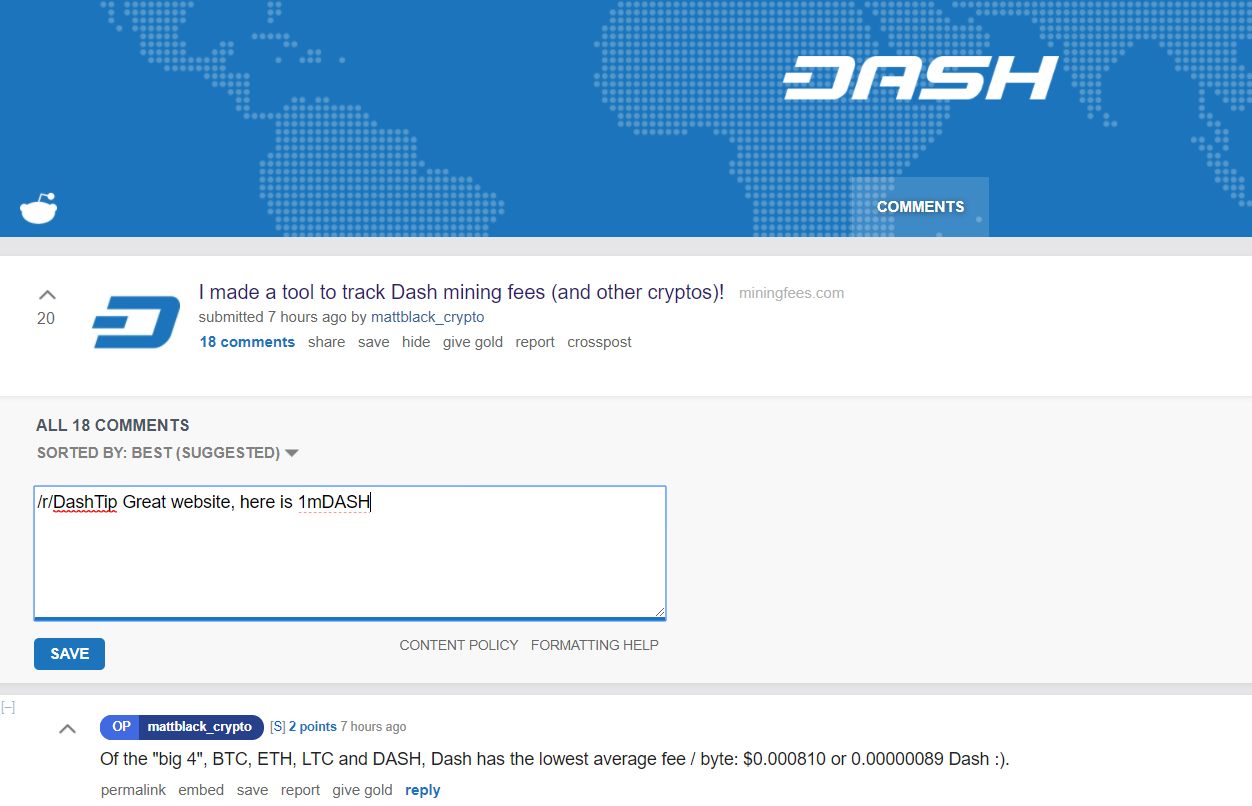 DASH
COMMENTS
I made a tool to track Dash mining fees (and other cryptos)! miningfees.com
20
submitted 7 hours ago by mattblack_crypto
18 comments share save hide give gold report crosspost
ALL 18 COMMENTS
SORTED BY: BEST (SUGGESTED)
/r/DashTip Great website, here is 1mDASH
SAVE CONTENT POLICY FORMATTING HELP
[–]
OP mattblack_crypto [S] 2 points 7 hours ago
Of the "big 4", BTC, ETH, LTC and DASH, Dash has the lowest average fee / byte: $0.000810 or 0.00000089 Dash :).
permalink embed save report give gold reply